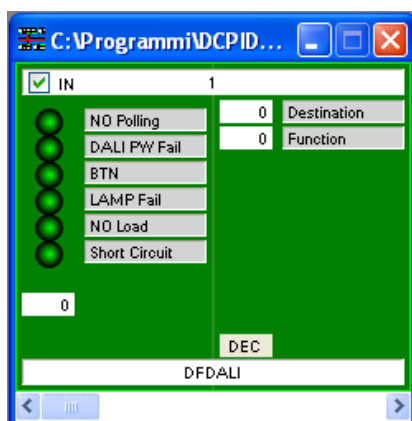 C:\Programmi\DCPID...
IN 1
0 Destination
NO Polling
0 Function
DALI PW Fail
BTN
LAMP Fail
NO Load
Short Circuit
0
DEC
DFDALI